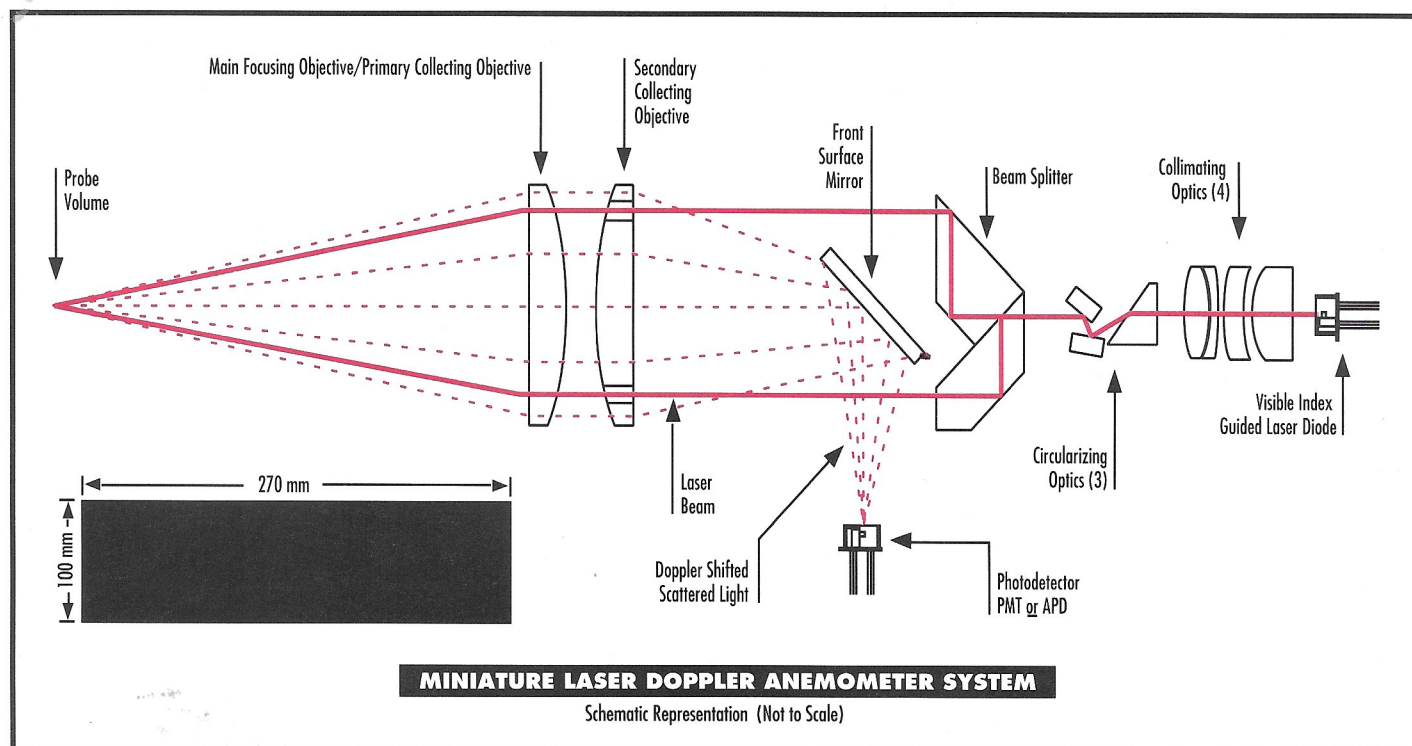 Main Focusing Objective/Primary Collecting Objective
Secondary
Collecting
Objective
Front
Surface
Mirror
Beam Splitter
Collimating
Optics (4)
Probe
Volume
Visible Index
Guided Laser Diode
Circularizing
Optics (3)
Laser
Beam
270 mm
100 mm
Doppler Shifted
Scattered Light
Photodetector
PMT or APD
MINIATURE LASER DOPPLER ANEMOMETER SYSTEM
Schematic Representation (Not to Scale)